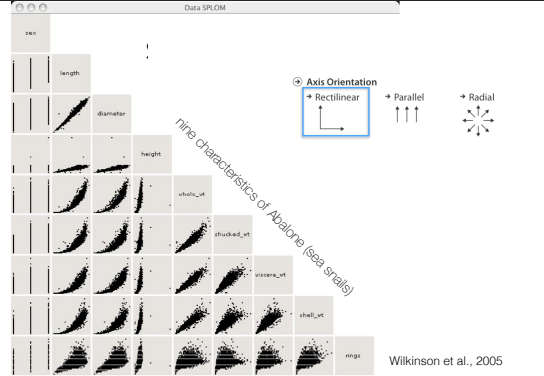 Data SPLOM
sex
length
diameter
height
whole_wt
shucked_wt
viscera_wt
shell_wt
rings
nine characteristics of Abalone (sea snails)
Axis Orientation
→ Rectilinear
→ Parallel
→ Radial
Wilkinson et al., 2005